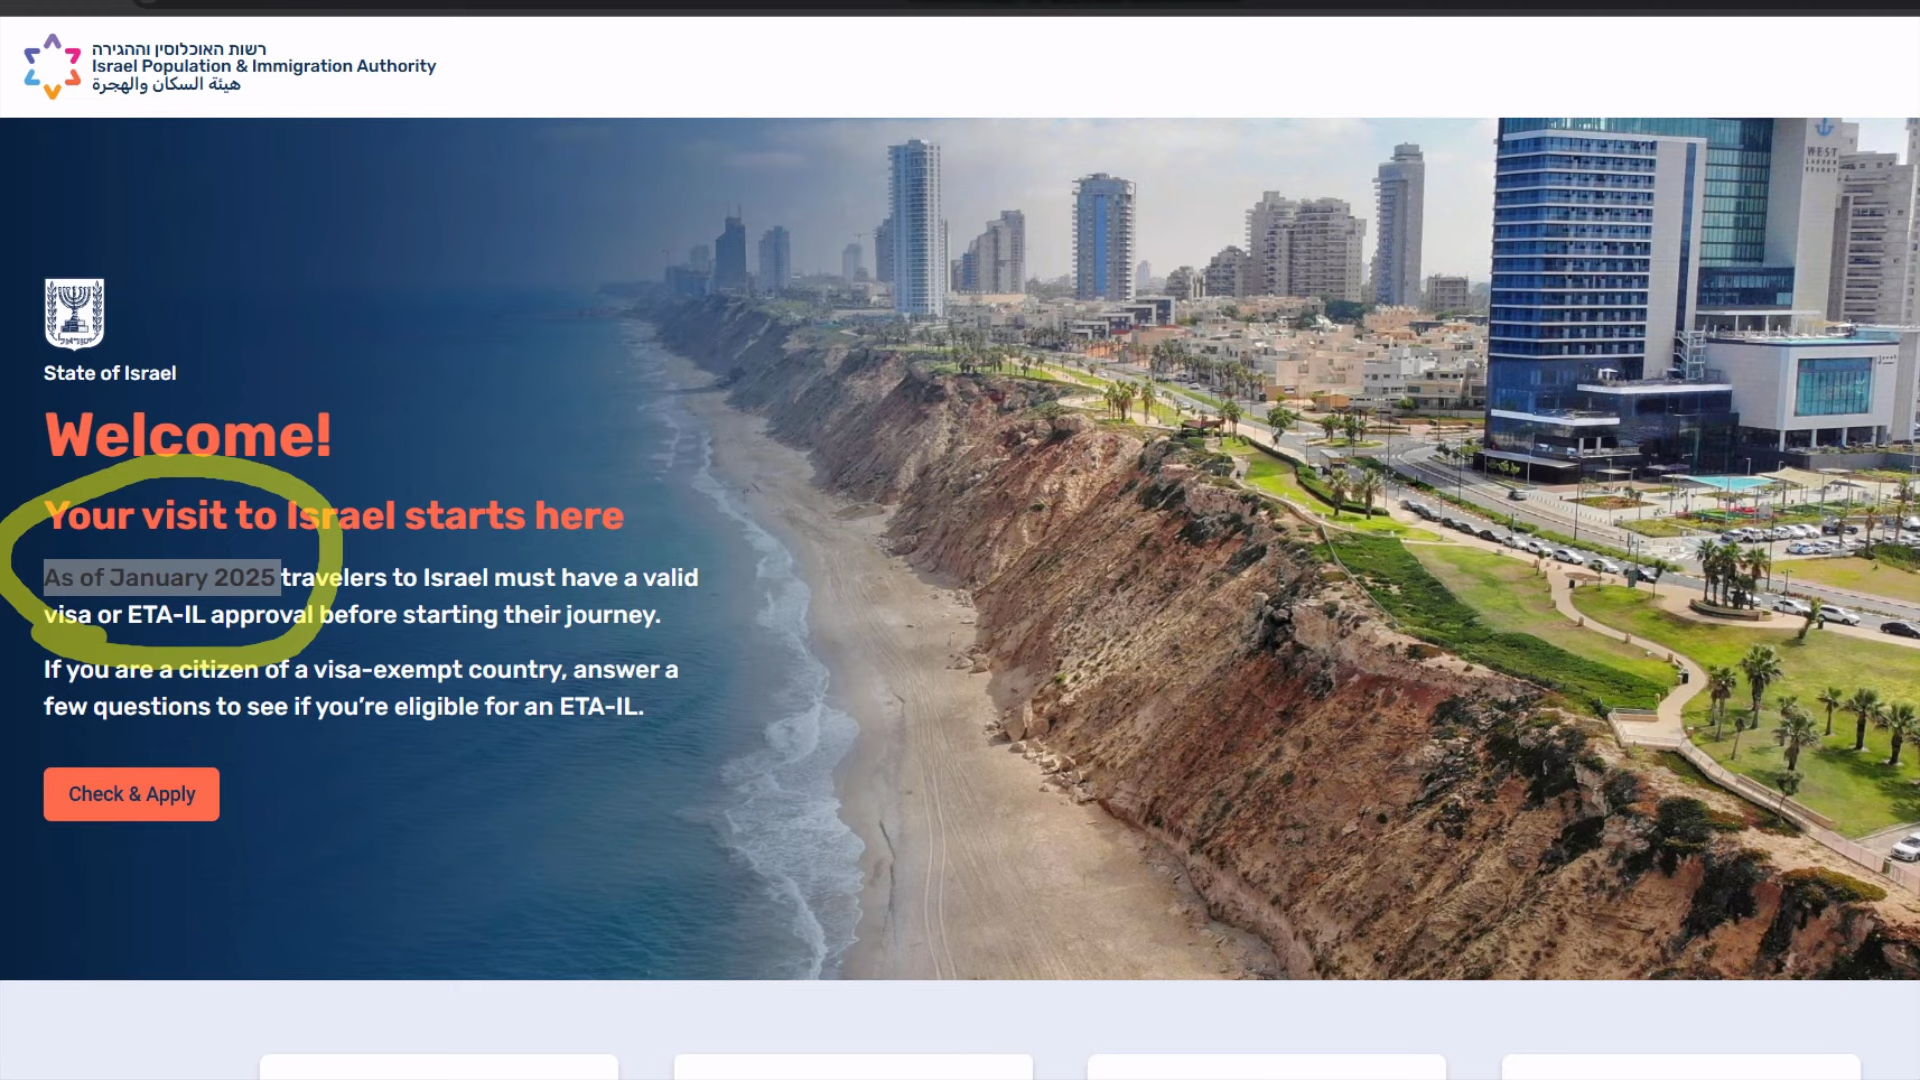 רשות האוכלוסין וההגירה
Israel Population & Immigration Authority
هيئة السكان والهجرة
WEST
State of Israel
Welcome!
Your visit to Israel starts here
As of January 2025 travelers to Israel must have a valid
visa or ETA-IL approval before starting their journey.
If you are a citizen of a visa-exempt country, answer a
few questions to see if you’re eligible for an ETA-IL.
Check & Apply